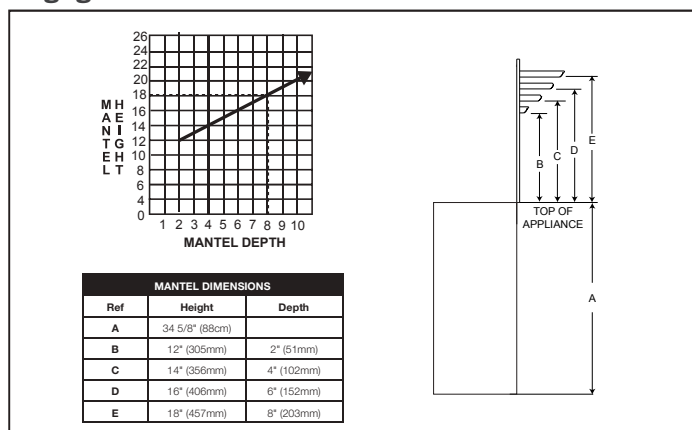 26
24
22
20
18
16
14
12
10
8
6
4
2
0
MANTEL
HEIGHT
1 2 3 4 5 6 7 8 9 10
MANTEL DEPTH
MANTEL DIMENSIONS
Ref Height Depth
A 34 5/8" (88cm)
B 12" (305mm) 2" (51mm)
C 14" (356mm) 4" (102mm)
D 16" (406mm) 6" (152mm)
E 18" (457mm) 8" (203mm)
B
C
D
E
TOP OF
APPLIANCE
A